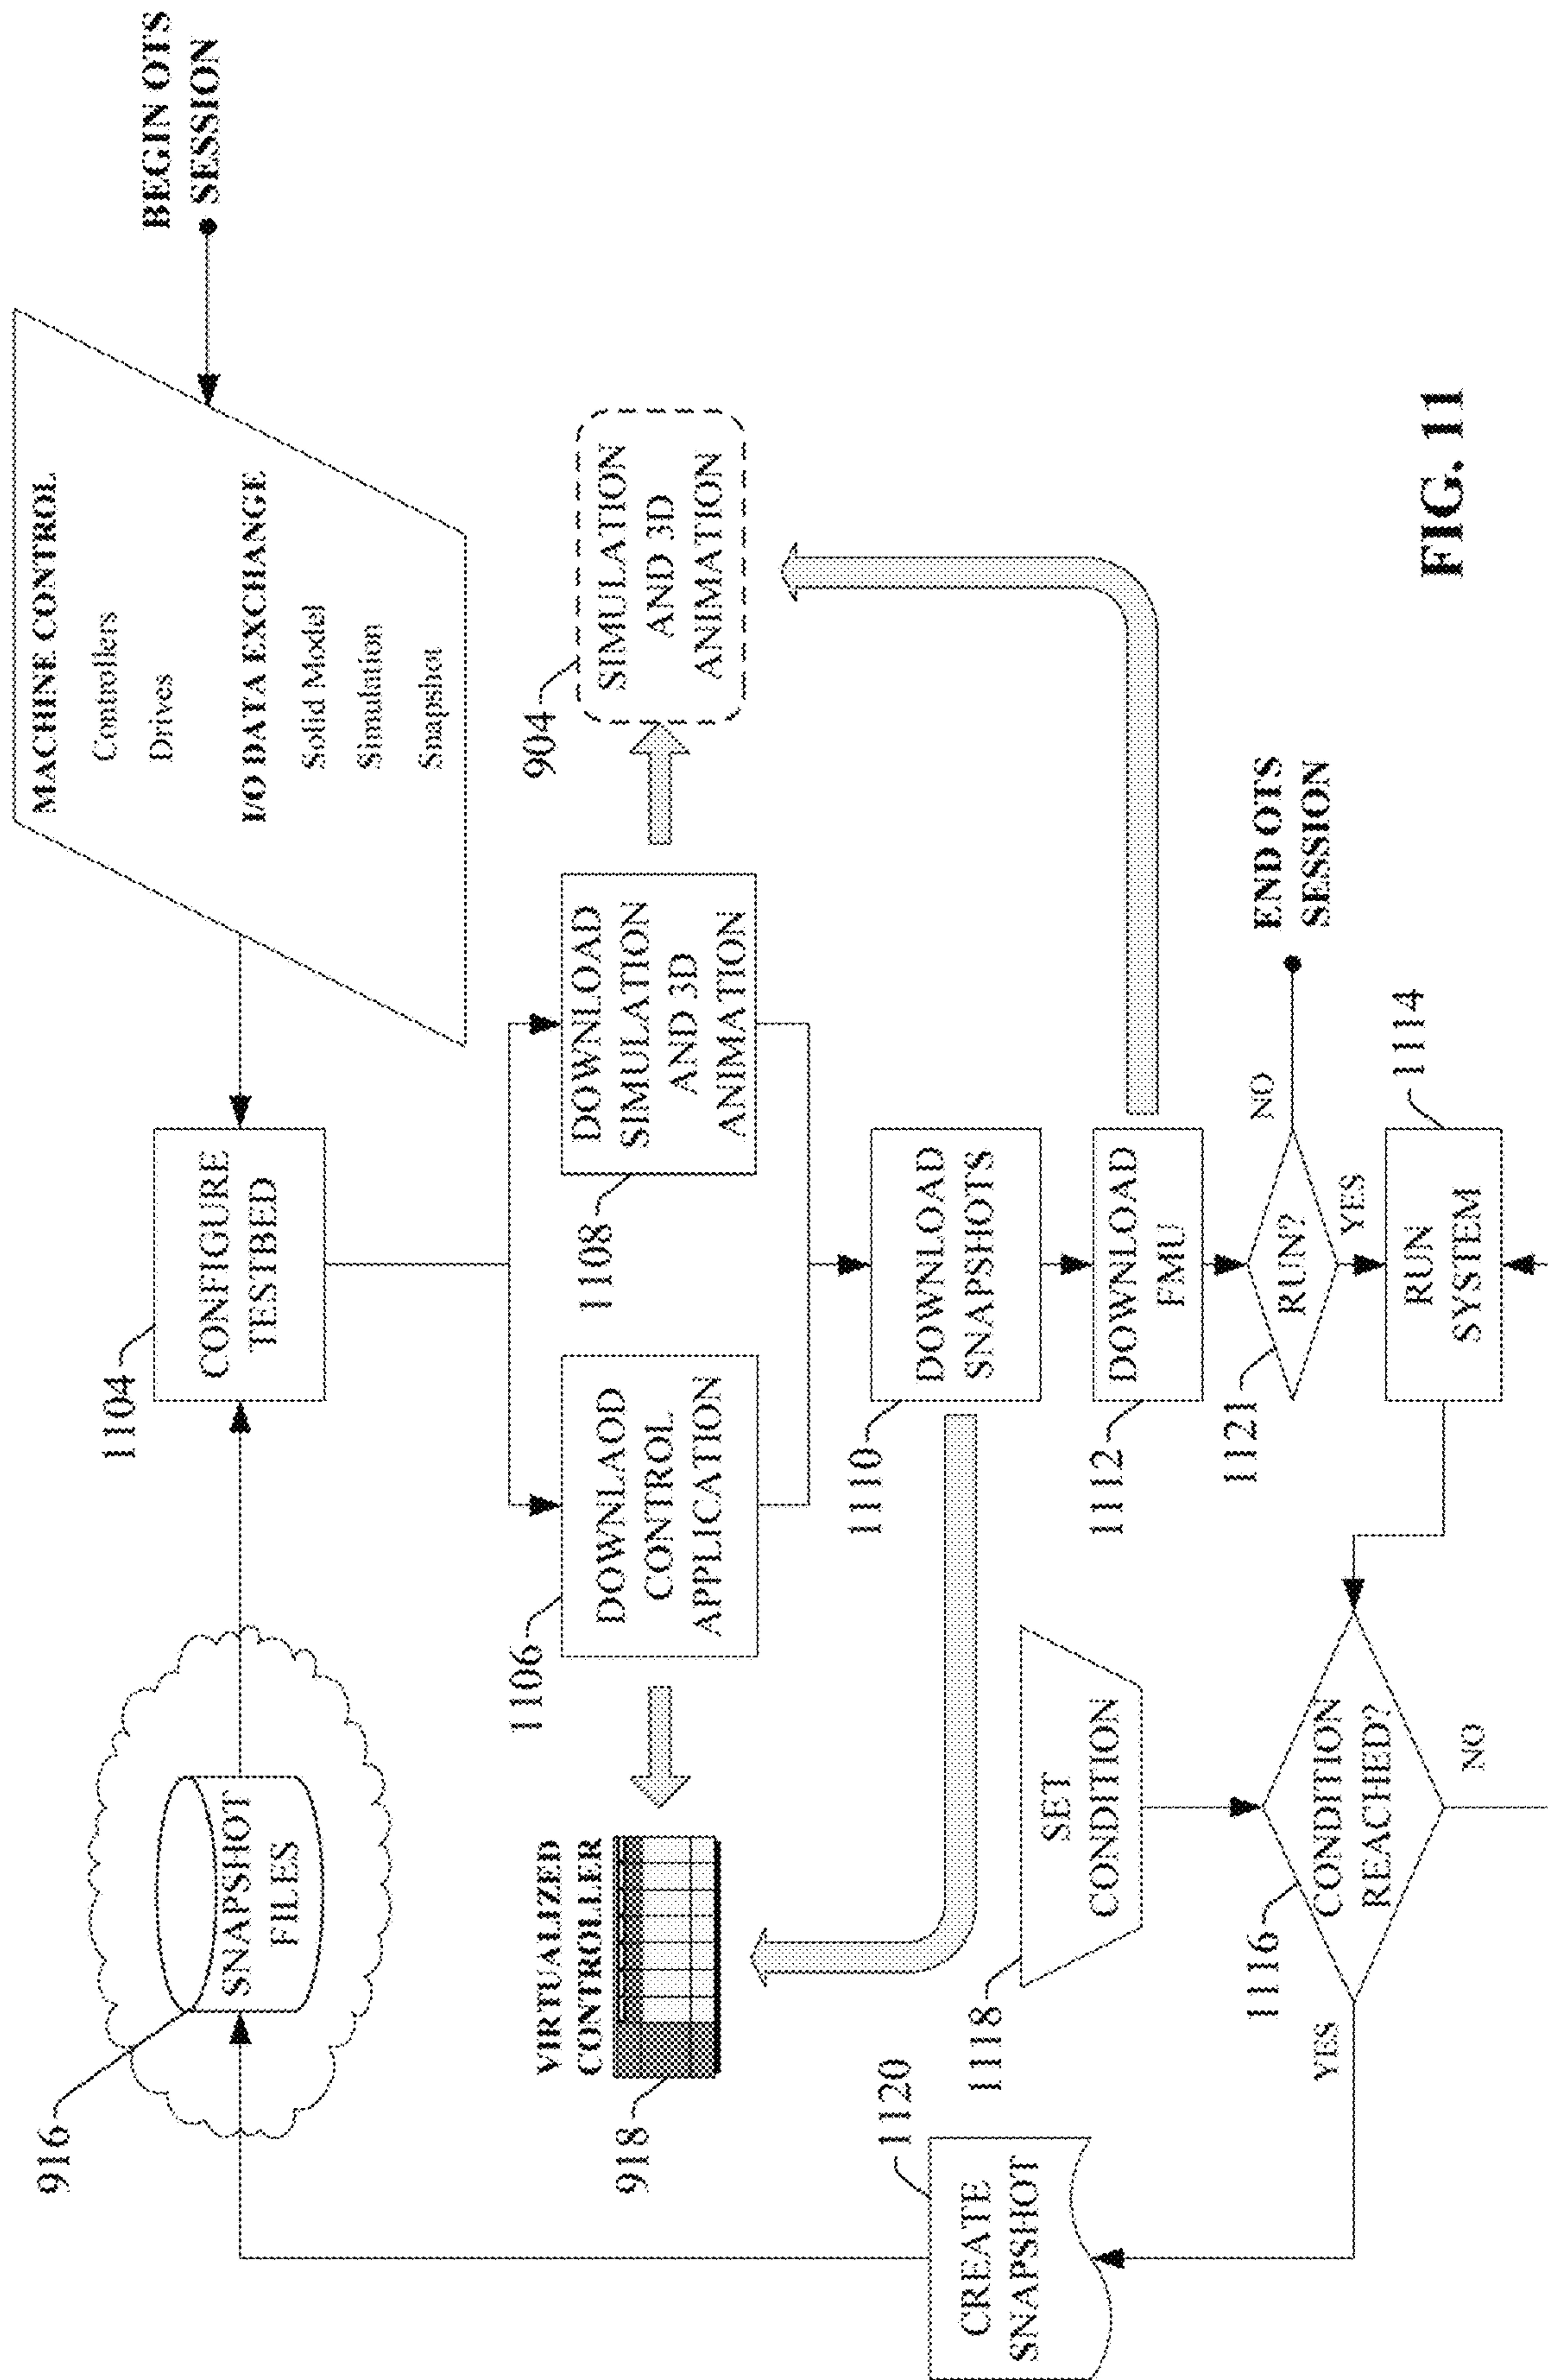 BEGIN OTS
SESSION
MACHINE CONTROL
Controllers
Drives
I/O DATA EXCHANGE
Solid Model
Simulation
Snapshot
1104
CONFIGURE
TESTBED
916
SNAPSHOT
FILES
1106
DOWNLAOD
CONTROL
APPLICATION
1108
DOWNLOAD
SIMULATION
AND 3D
ANIMATION
904
SIMULATION
AND 3D
ANIMATION
VIRTUALIZED
CONTROLLER
918
1110
DOWNLOAD
SNAPSHOTS
1112
DOWNLOAD
FMU
1121
RUN?
NO
END OTS
SESSION
YES
1114
RUN
SYSTEM
1118
SET
CONDITION
1116
CONDITION
REACHED?
NO
YES
1120
CREATE
SNAPSHOT
FIG. 11